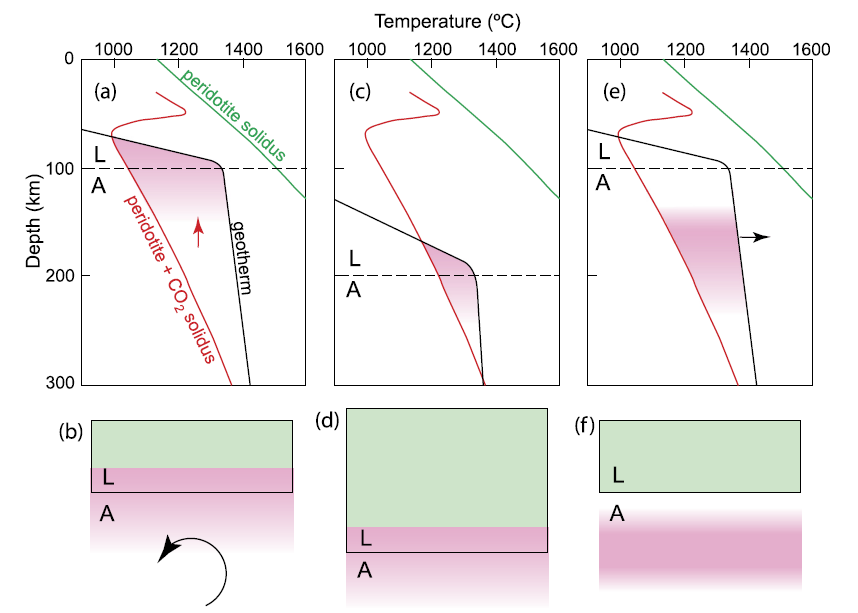 Temperature (ºC)
1000 1200 1400 1600 1000 1200 1400 1600 1000 1200 1400 1600
0
100
200
300
Depth (km)
(a)
peridotite solidus
L
A
peridotite + CO2 solidus
geotherm
(c)
L
A
(e)
L
A
(b)
L
A
(d)
L
A
(f)
L
A